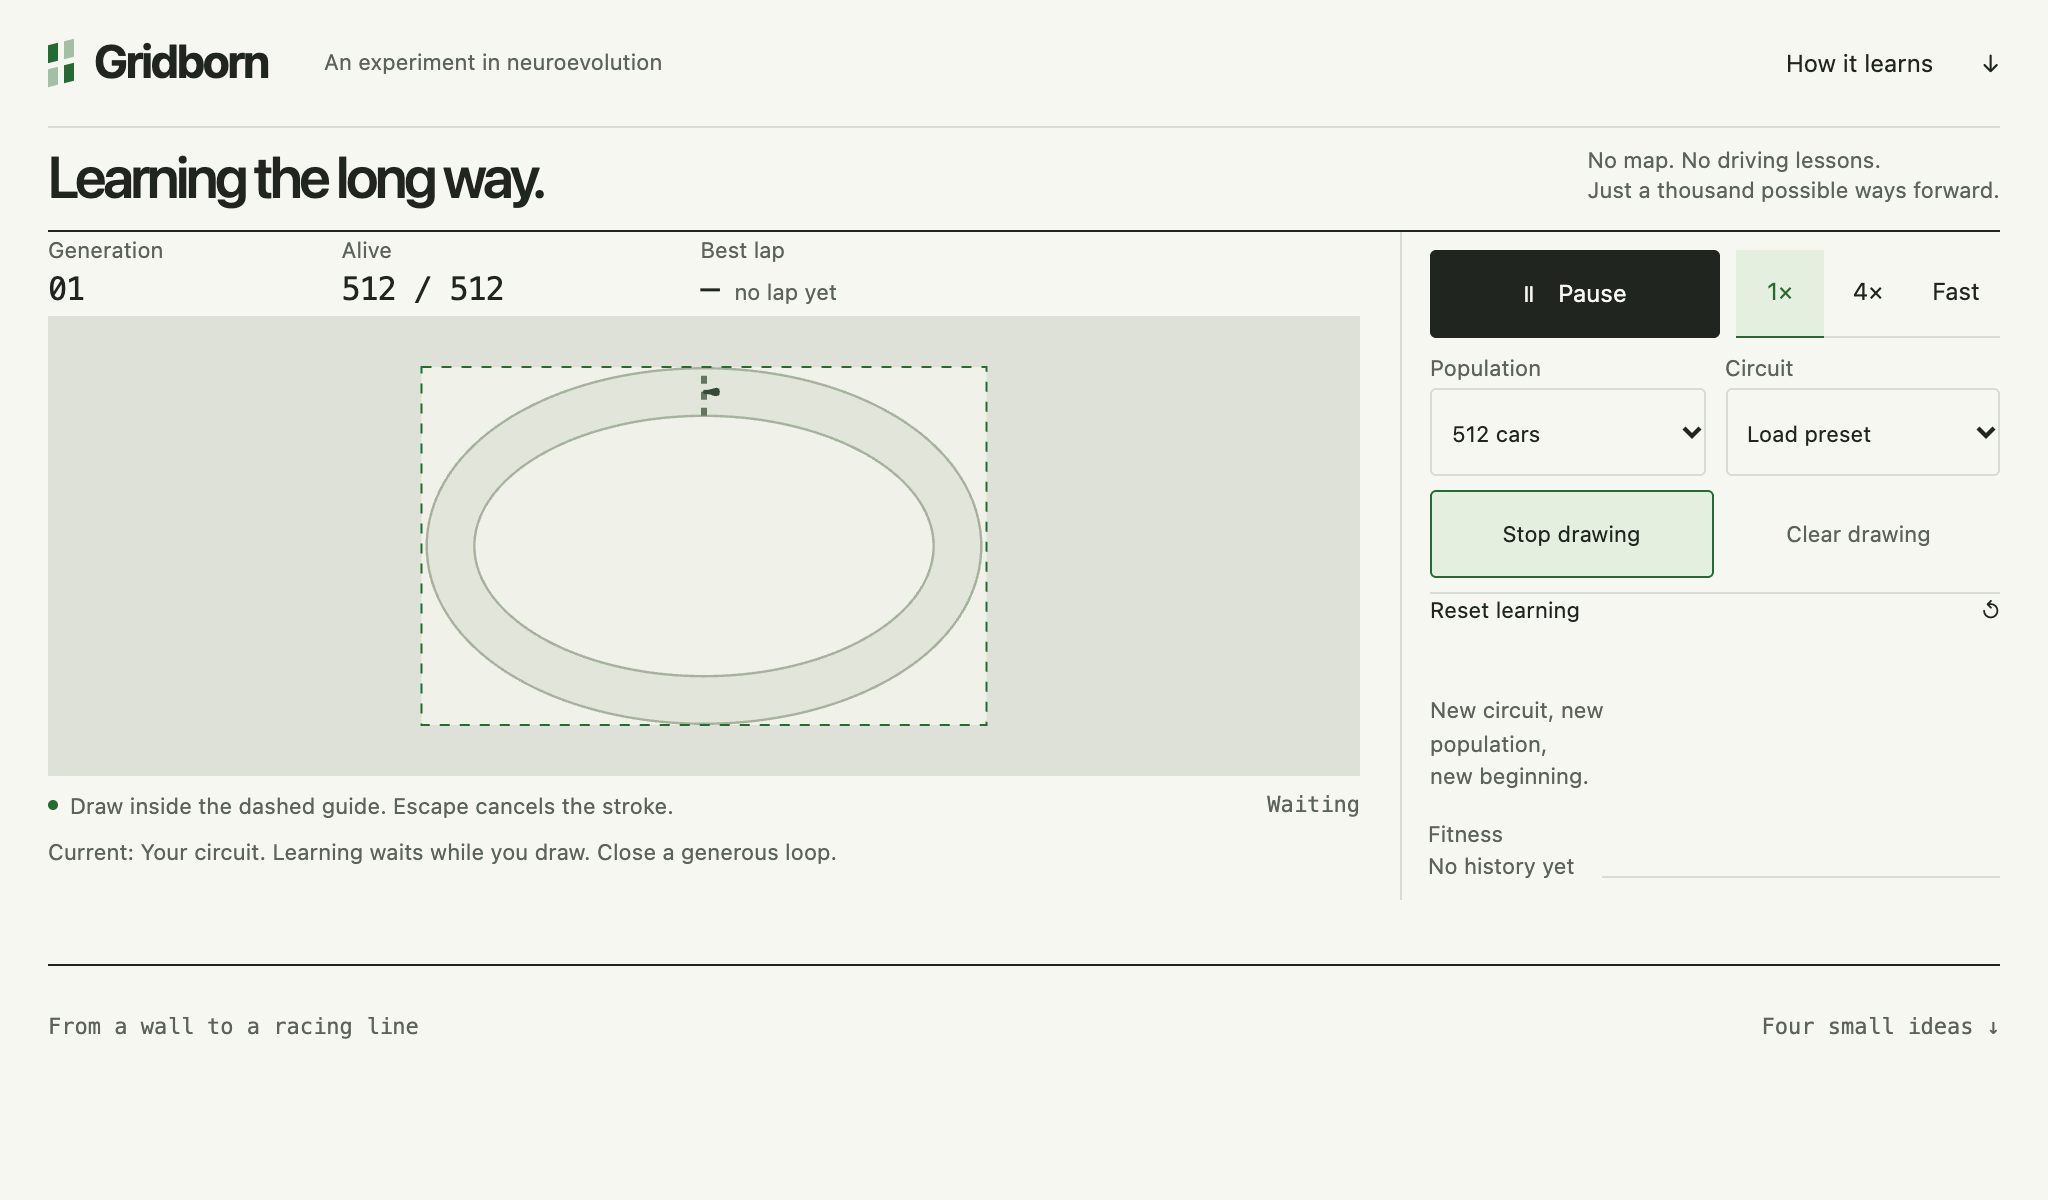 Gridborn
An experiment in neuroevolution
How it learns ↓
Learning the long way.
No map. No driving lessons.
Just a thousand possible ways forward.
Generation
01
Alive
512 / 512
Best lap
— no lap yet
Pause
1×
4×
Fast
Population
512 cars
Circuit
Load preset
Stop drawing
Clear drawing
Reset learning
New circuit, new
population,
new beginning.
Fitness
No history yet
Draw inside the dashed guide. Escape cancels the stroke.
Waiting
Current: Your circuit. Learning waits while you draw. Close a generous loop.
From a wall to a racing line
Four small ideas ↓